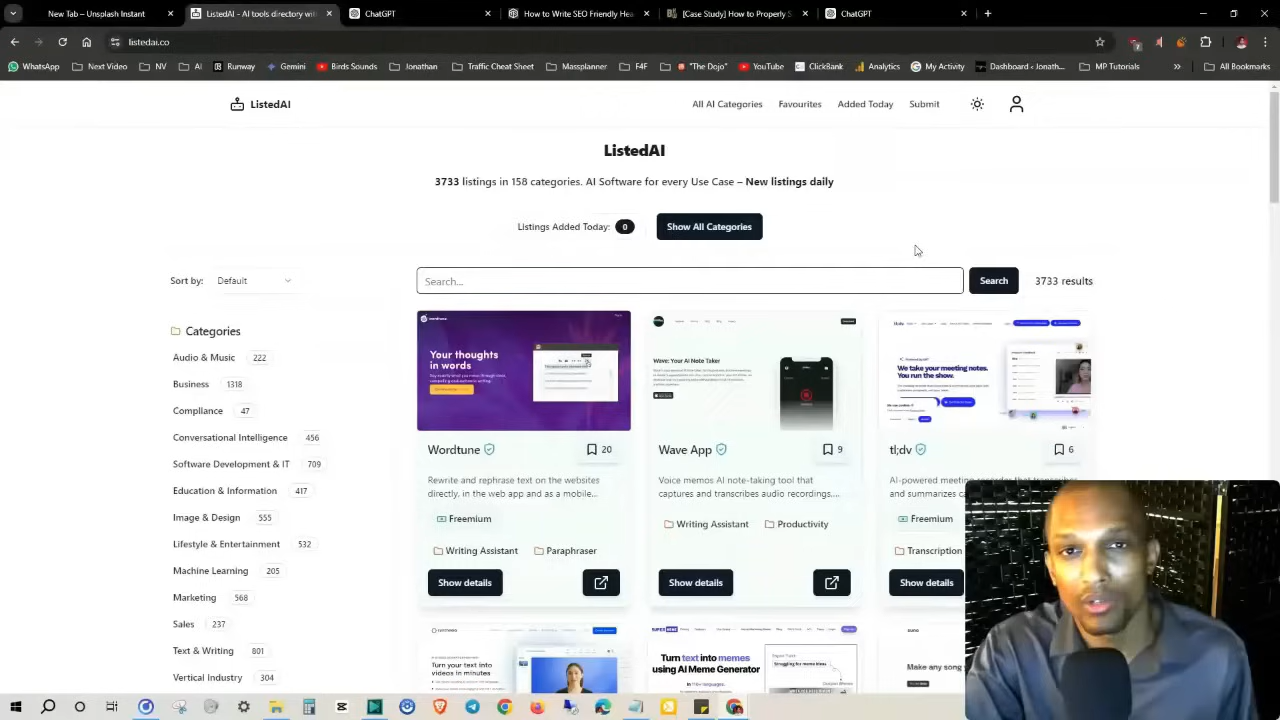 New Tab – Unsplash Instant
ListedAI - AI tools directory with
ChatGPT
How to Write SEO Friendly Hea
[Case Study] How to Properly S
ChatGPT
listedai.co
WhatsApp
Next Video
NV
AI
Runway
Gemini
Birds Sounds
Jonathan
Traffic Cheat Sheet
Massplanner
F4F
"The Dojo"
YouTube
ClickBank
Analytics
My Activity
Dashboard ‹ Jonath...
MP Tutorials
All Bookmarks
ListedAI
All AI Categories
Favourites
Added Today
Submit
ListedAI
3733 listings in 158 categories. AI Software for every Use Case – New listings daily
Listings Added Today: 0
Show All Categories
Sort by: Default
Search...
Search
3733 results
Categories
Audio & Music 222
Business 1318
Compliance 47
Conversational Intelligence 456
Software Development & IT 709
Education & Information 417
Image & Design 555
Lifestyle & Entertainment 532
Machine Learning 205
Marketing 568
Sales 237
Text & Writing 801
Vertical Industry 304
Your thoughts
in words
Wordtune
20
Rewrite and rephrase text on the websites
directly, in the web app and as a mobile...
Freemium
Writing Assistant
Paraphraser
Show details
Wave: Your AI Note Taker
Wave App
9
Voice memos AI note-taking tool that
captures and transcribes audio recordings....
Writing Assistant
Productivity
Show details
We take your meeting notes.
You run the show.
tl;dv
6
AI-powered meeting recorder that transcribes
and summarizes ca
Freemium
Transcription
Show details
Turn your text
into videos
in minutes
Turn text into memes
using AI Meme Generator
Make any song